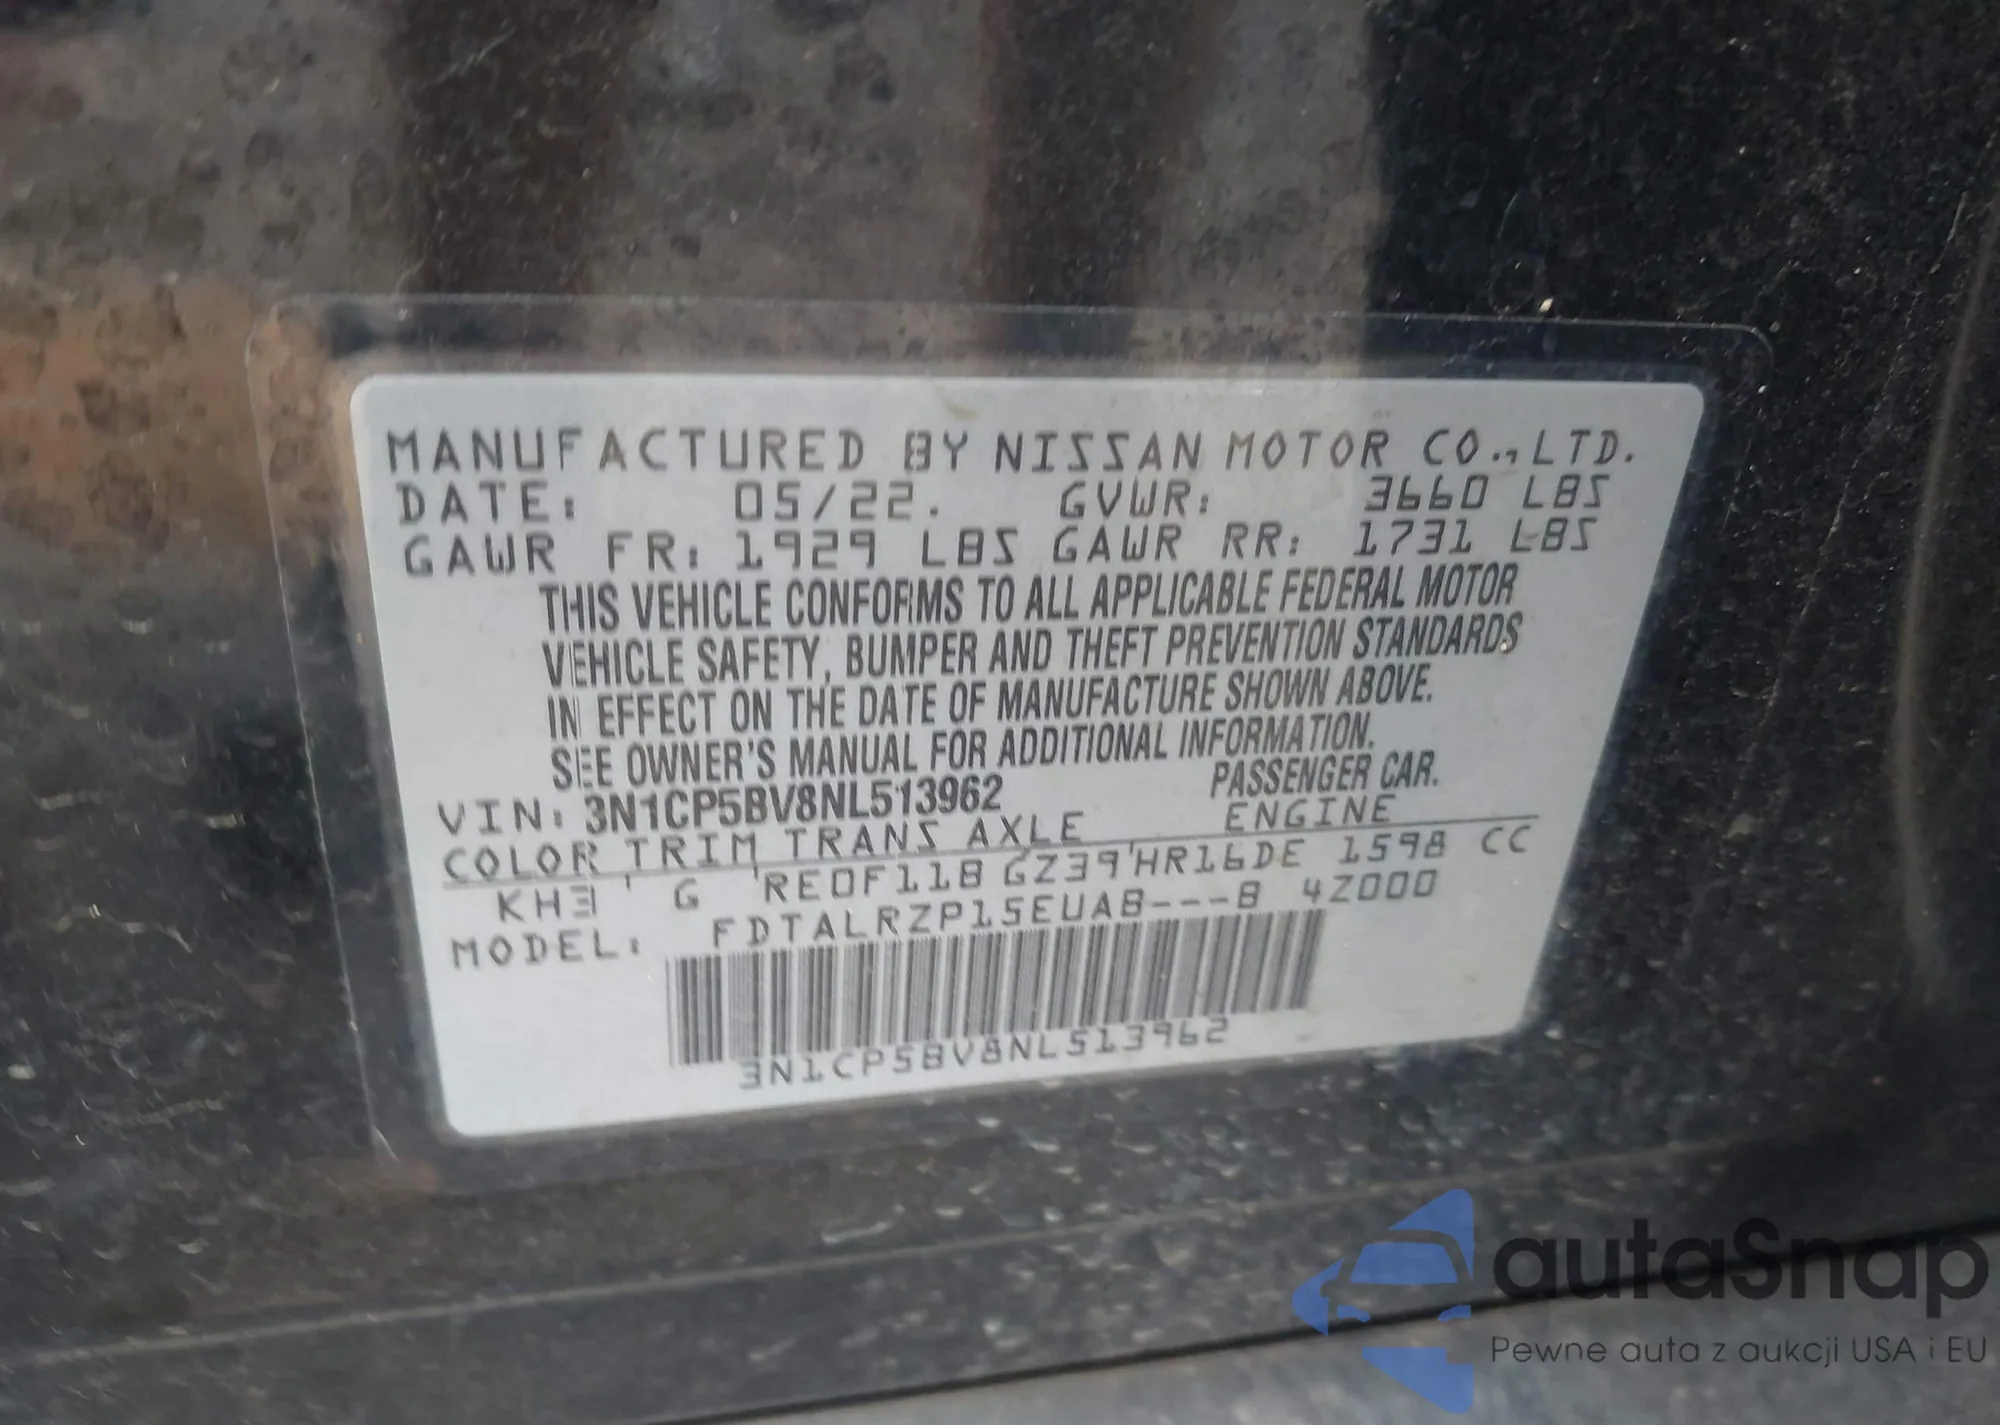 MANUFACTURED BY NISSAN MOTOR CO., LTD.
DATE: 05/22. GVWR: 3660 LBS
GAWR FR: 1929 LBS GAWR RR: 1731 LBS
THIS VEHICLE CONFORMS TO ALL APPLICABLE FEDERAL MOTOR
VEHICLE SAFETY, BUMPER AND THEFT PREVENTION STANDARDS
IN EFFECT ON THE DATE OF MANUFACTURE SHOWN ABOVE.
SEE OWNER'S MANUAL FOR ADDITIONAL INFORMATION.
VIN: 3N1CP5BV8NL513962 PASSENGER CAR.
COLOR TRIM TRANS AXLE ENGINE
KH3 G RE0F11B GZ39 HR16DE 1598 CC
MODEL: FDTALRZP15EUAB---B 4Z000
3N1CP5BV8NL513962
autaSnap
Pewne auta z aukcji USA i EU